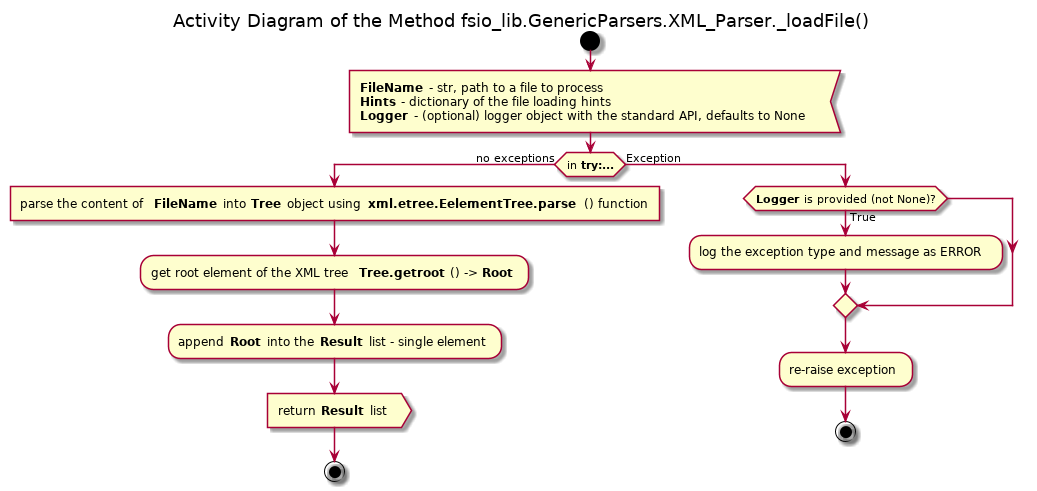 Activity Diagram of the Method fsio_lib.GenericParsers.XML_Parser._loadFile()
FileName - str, path to a file to process
Hints - dictionary of the file loading hints
Logger - (optional) logger object with the standard API, defaults to None
no exceptions
in try:...
Exception
parse the content of FileName into Tree object using xml.etree.EelementTree.parse () function
Logger is provided (not None)?
True
get root element of the XML tree Tree.getroot () -> Root
log the exception type and message as ERROR
append Root into the Result list - single element
re-raise exception
return Result list